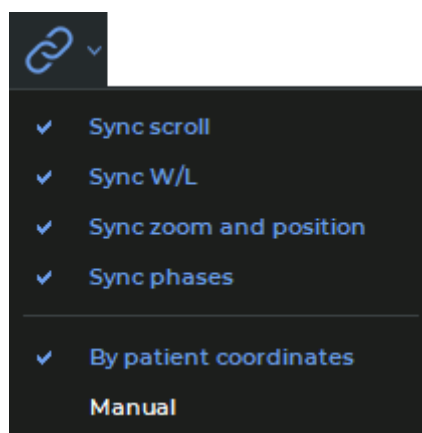 Sync scroll
Sync W/L
Sync zoom and position
Sync phases
By patient coordinates
Manual